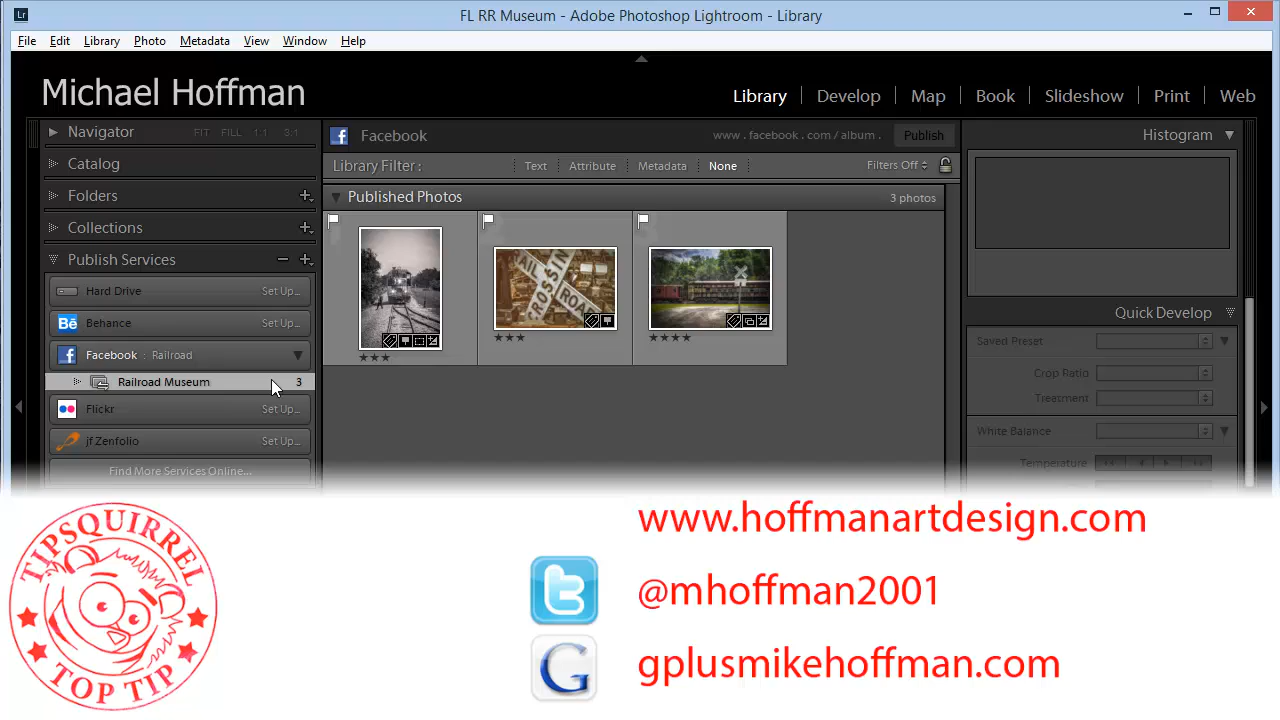 Lr FL RR Museum - Adobe Photoshop Lightroom - Library
File Edit Library Photo Metadata View Window Help
Michael Hoffman
Library Develop Map Book Slideshow Print Web
Navigator FIT FILL 1:1 3:1
Catalog
Folders
Collections
Publish Services
Hard Drive Set Up...
Behance Set Up...
Facebook : Railroad
Railroad Museum 3
Flickr Set Up...
jf Zenfolio Set Up...
Find More Services Online...
Facebook www . facebook . com / album . Publish
Library Filter : Text Attribute Metadata None Filters Off
Published Photos 3 photos
RAIL CROSSING ROAD
Histogram
Quick Develop
Saved Preset
Crop Ratio
Treatment
White Balance
Temperature
TIPSQUIRREL
TOP TIP
www.hoffmanartdesign.com
@mhoffman2001
gplusmikehoffman.com